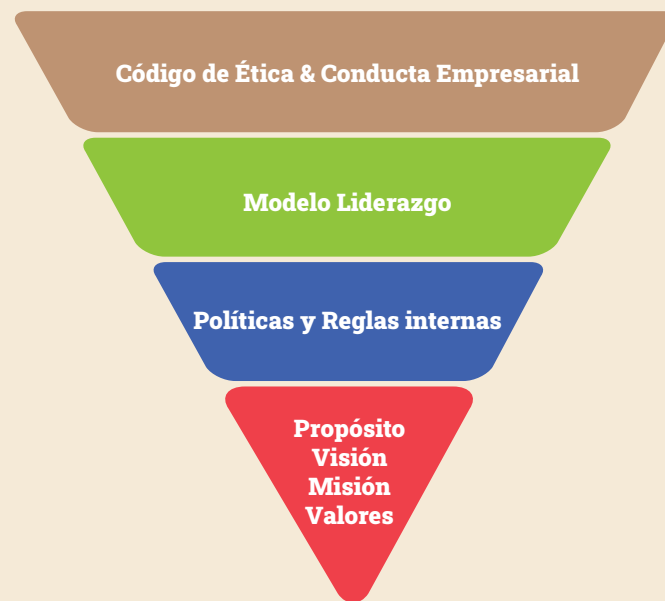 Código de Ética & Conducta Empresarial
Modelo Liderazgo
Políticas y Reglas internas
Propósito
Visión
Misión
Valores